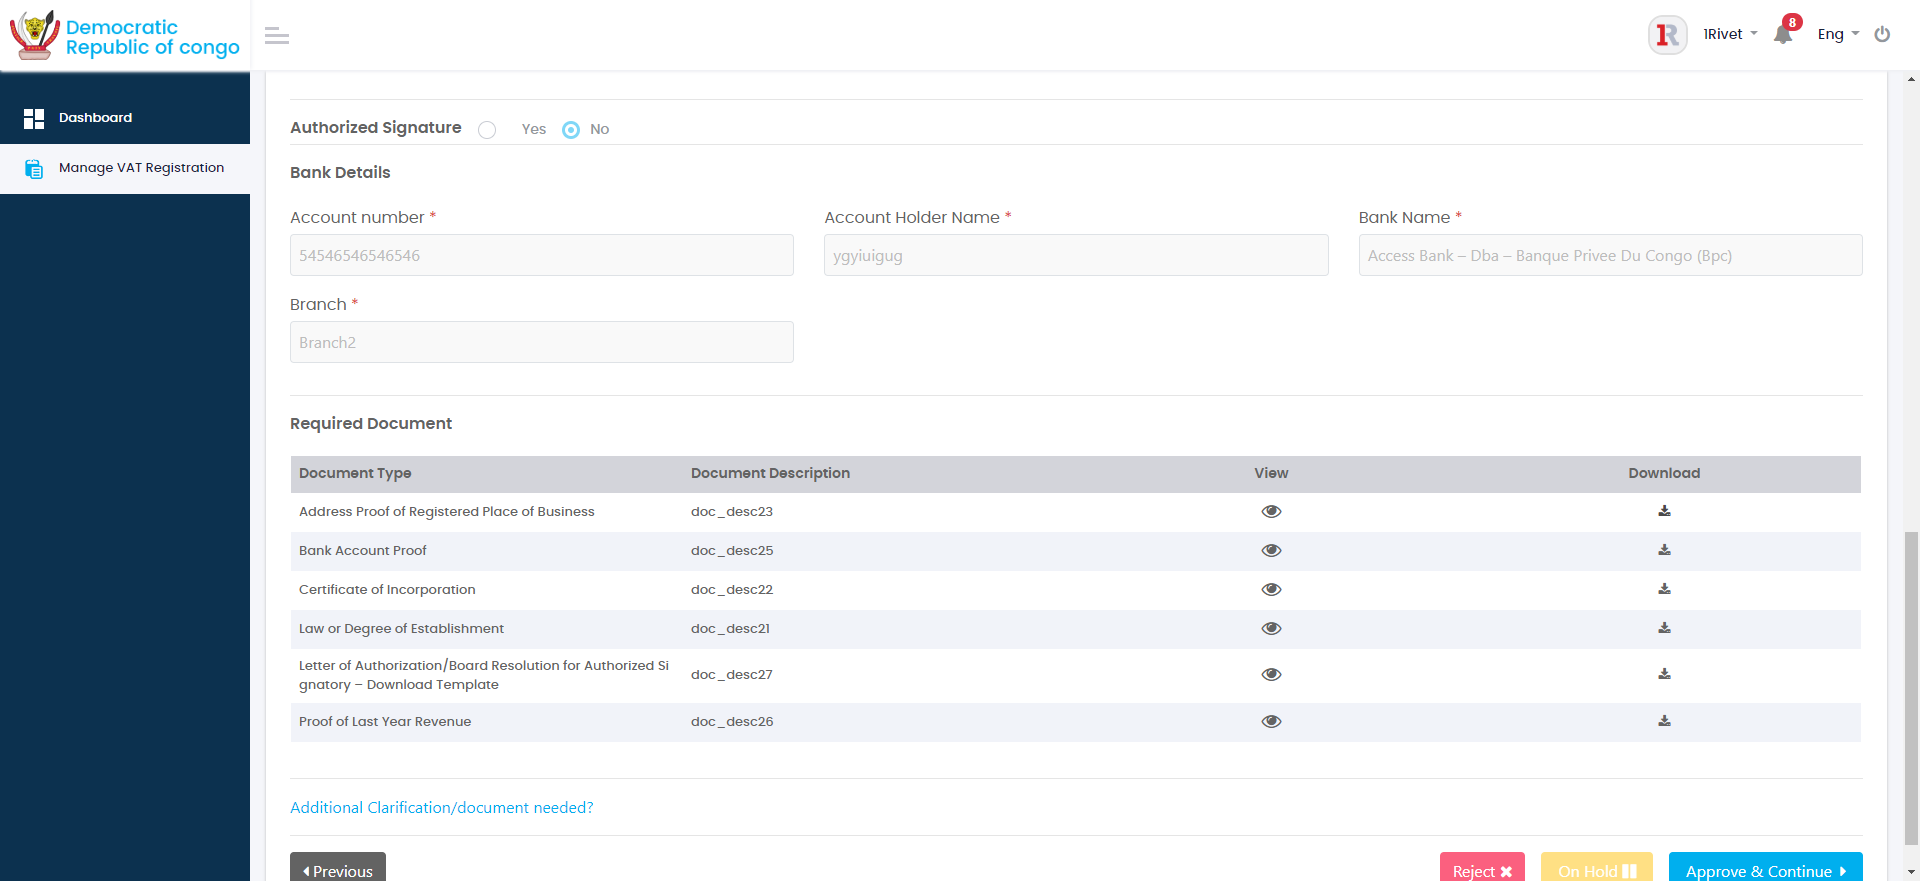 Democratic
Republic of congo
1R
1Rivet
8
Eng
Dashboard
Manage VAT Registration
Authorized Signature Yes No
Bank Details
Account number * Account Holder Name * Bank Name *
54546546546546 ygyiuigug Access Bank – Dba – Banque Privee Du Congo (Bpc)
Branch *
Branch2
Required Document
Document Type Document Description View Download
Address Proof of Registered Place of Business doc_desc23
Bank Account Proof doc_desc25
Certificate of Incorporation doc_desc22
Law or Degree of Establishment doc_desc21
Letter of Authorization/Board Resolution for Authorized Si
gnatory – Download Template doc_desc27
Proof of Last Year Revenue doc_desc26
Additional Clarification/document needed?
Previous Reject On Hold Approve & Continue